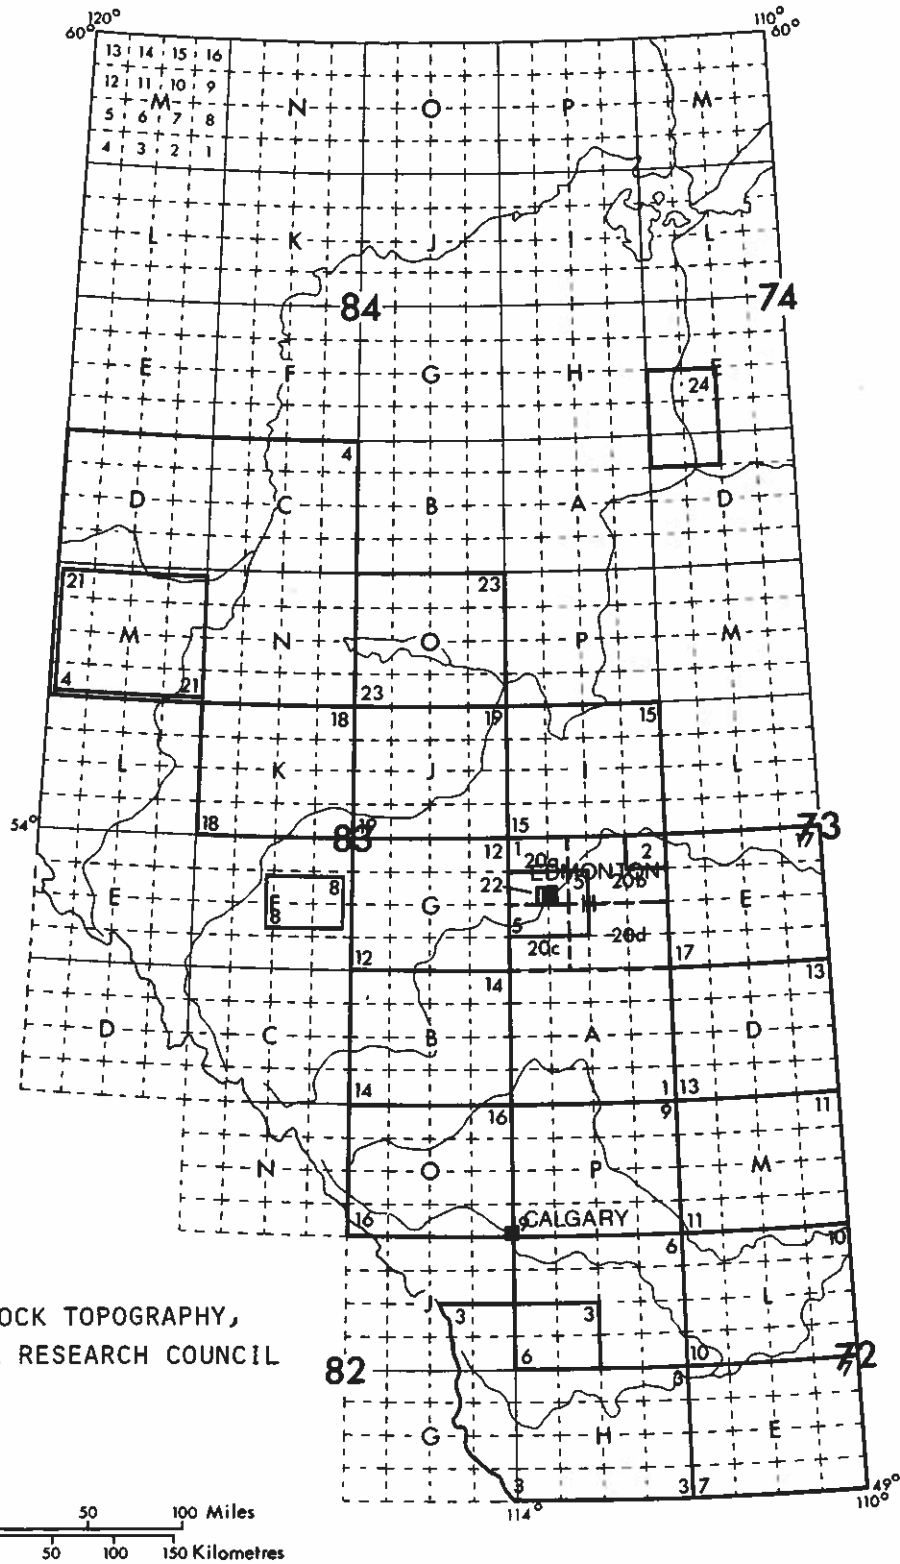 120° 110°
60° 60°
13 14 15 16
12 11 10 9
M N O P M
5 6 7 8
4 3 2 1
L K J I L
84 74
E F G H E
24
4
D C B A D
21 23
M N O P M
4 21 23
18 19 15
L K J I L
54° 18 83 19 15 73
17
12 1 2
20a EDMONTON
E 8 22 5 20b E
F G
8 5
20c 20d
12 14 17 13
D C B A D
14 1 13
16 9 11
N O P M
16 9 CALGARY 11
6 10
J L
OCK TOPOGRAPHY, 3 3
RESEARCH COUNCIL 6 10
82 72
3 7
G H E
3 7
49°
114° 110°
50 100 Miles
50 100 150 Kilometres